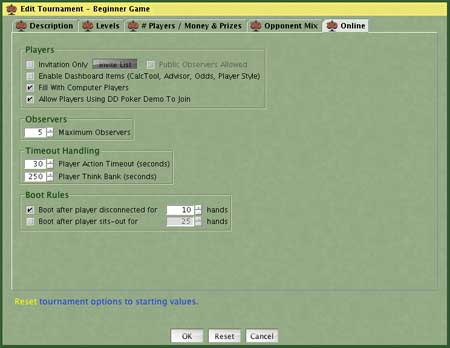 Edit Tournament - Beginner Game
Description Levels # Players / Money & Prizes Opponent Mix Online
Players
Invitation Only Invite List Public Observers Allowed
Enable Dashboard Items (CalcTool, Advisor, Odds, Player Style)
Fill With Computer Players
Allow Players Using DD Poker Demo To Join
Observers
5 Maximum Observers
Timeout Handling
30 Player Action Timeout (seconds)
250 Player Think Bank (seconds)
Boot Rules
Boot after player disconnected for 10 hands
Boot after player sits-out for 25 hands
Reset tournament options to starting values.
OK Reset Cancel